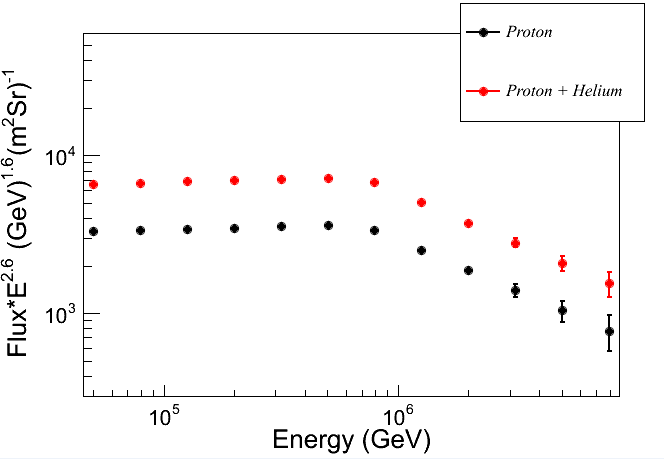 Proton
Proton + Helium
Flux*E^2.6 (GeV)^1.6(m^2Sr)^-1
10^4
10^3
10^5
10^6
Energy (GeV)